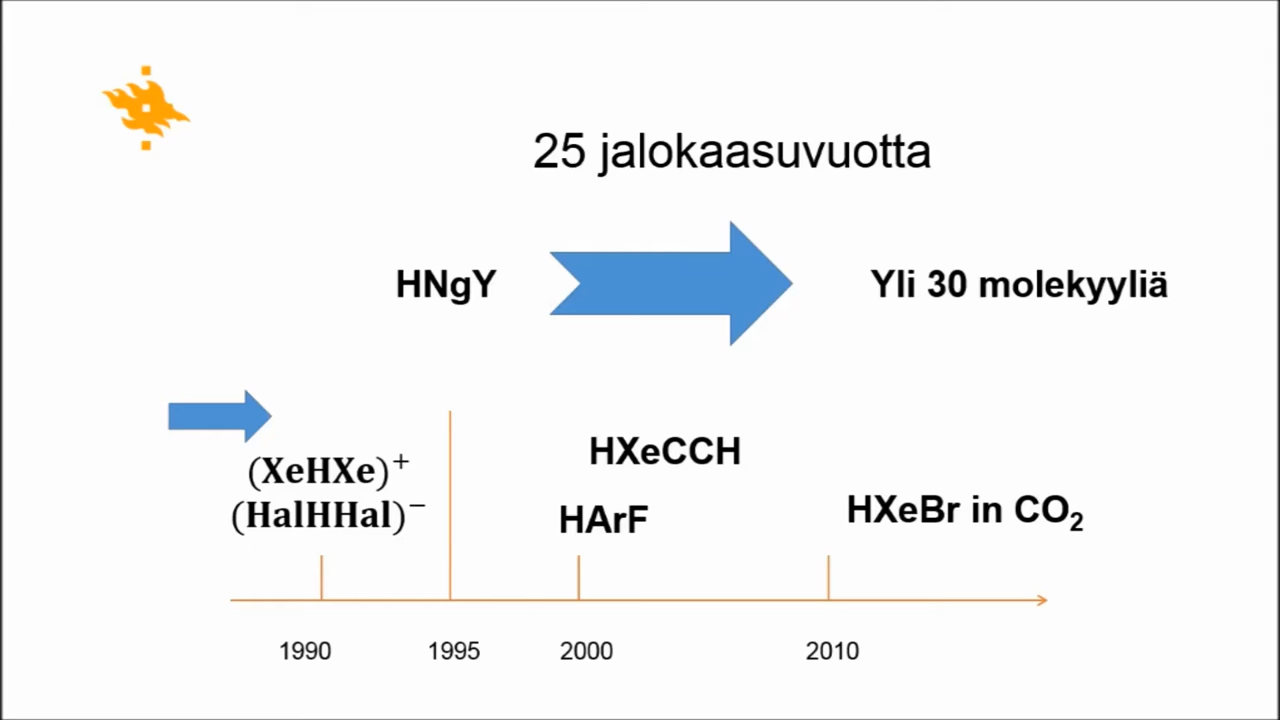 25 jalokaasuvuotta
HNgY
Yli 30 molekyyliä
(XeHXe)⁺
(HalHHal)⁻
HXeCCH
HArF
HXeBr in CO₂
1990
1995
2000
2010